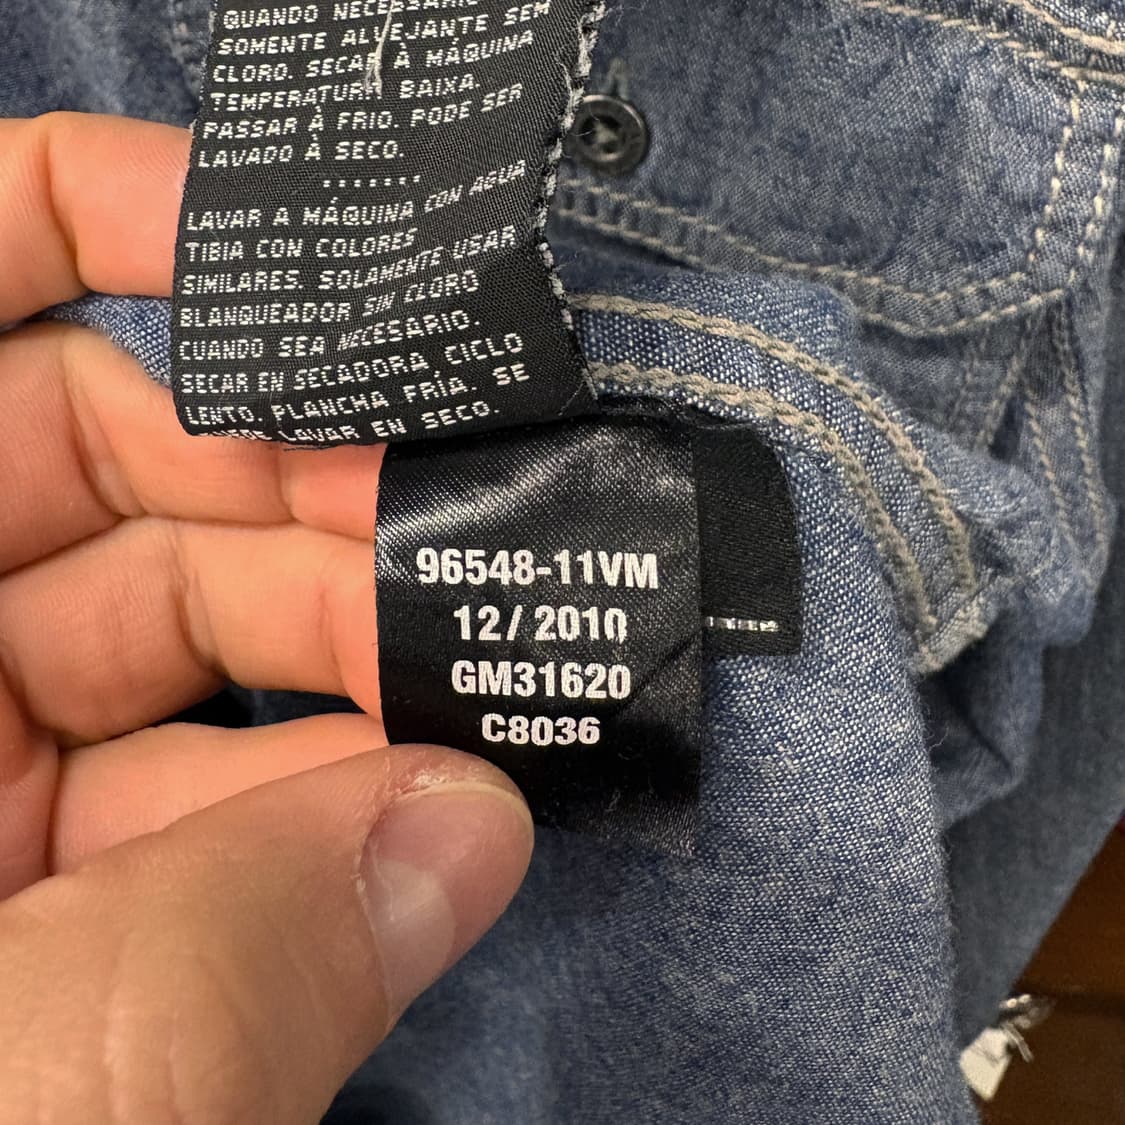 QUANDO NECESSÁRIO
SOMENTE ALVEJANTE SEM
CLORO. SECAR À MÁQUINA
TEMPERATURA BAIXA.
PASSAR À FRIO. PODE SER
LAVADO À SECO.
.......
LAVAR A MÁQUINA CON AGUA
TIBIA CON COLORES
SIMILARES. SOLAMENTE USAR
BLANQUEADOR SIN CLORO
CUANDO SEA NECESSARIO.
SECAR EN SECADORA CICLO
LENTO. PLANCHA FRÍA. SE
PUEDE LAVAR EN SECO.
96548-11VM
12/2010
GM31620
C8036